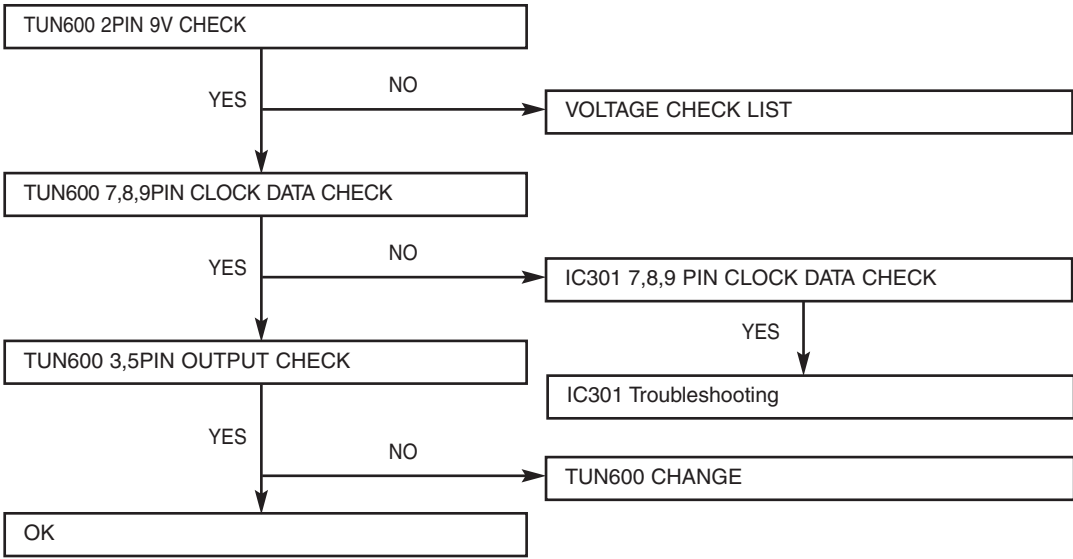 TUN600 2PIN 9V CHECK
YES
NO
VOLTAGE CHECK LIST
TUN600 7,8,9PIN CLOCK DATA CHECK
YES
NO
IC301 7,8,9 PIN CLOCK DATA CHECK
YES
TUN600 3,5PIN OUTPUT CHECK
IC301 Troubleshooting
YES
NO
TUN600 CHANGE
OK